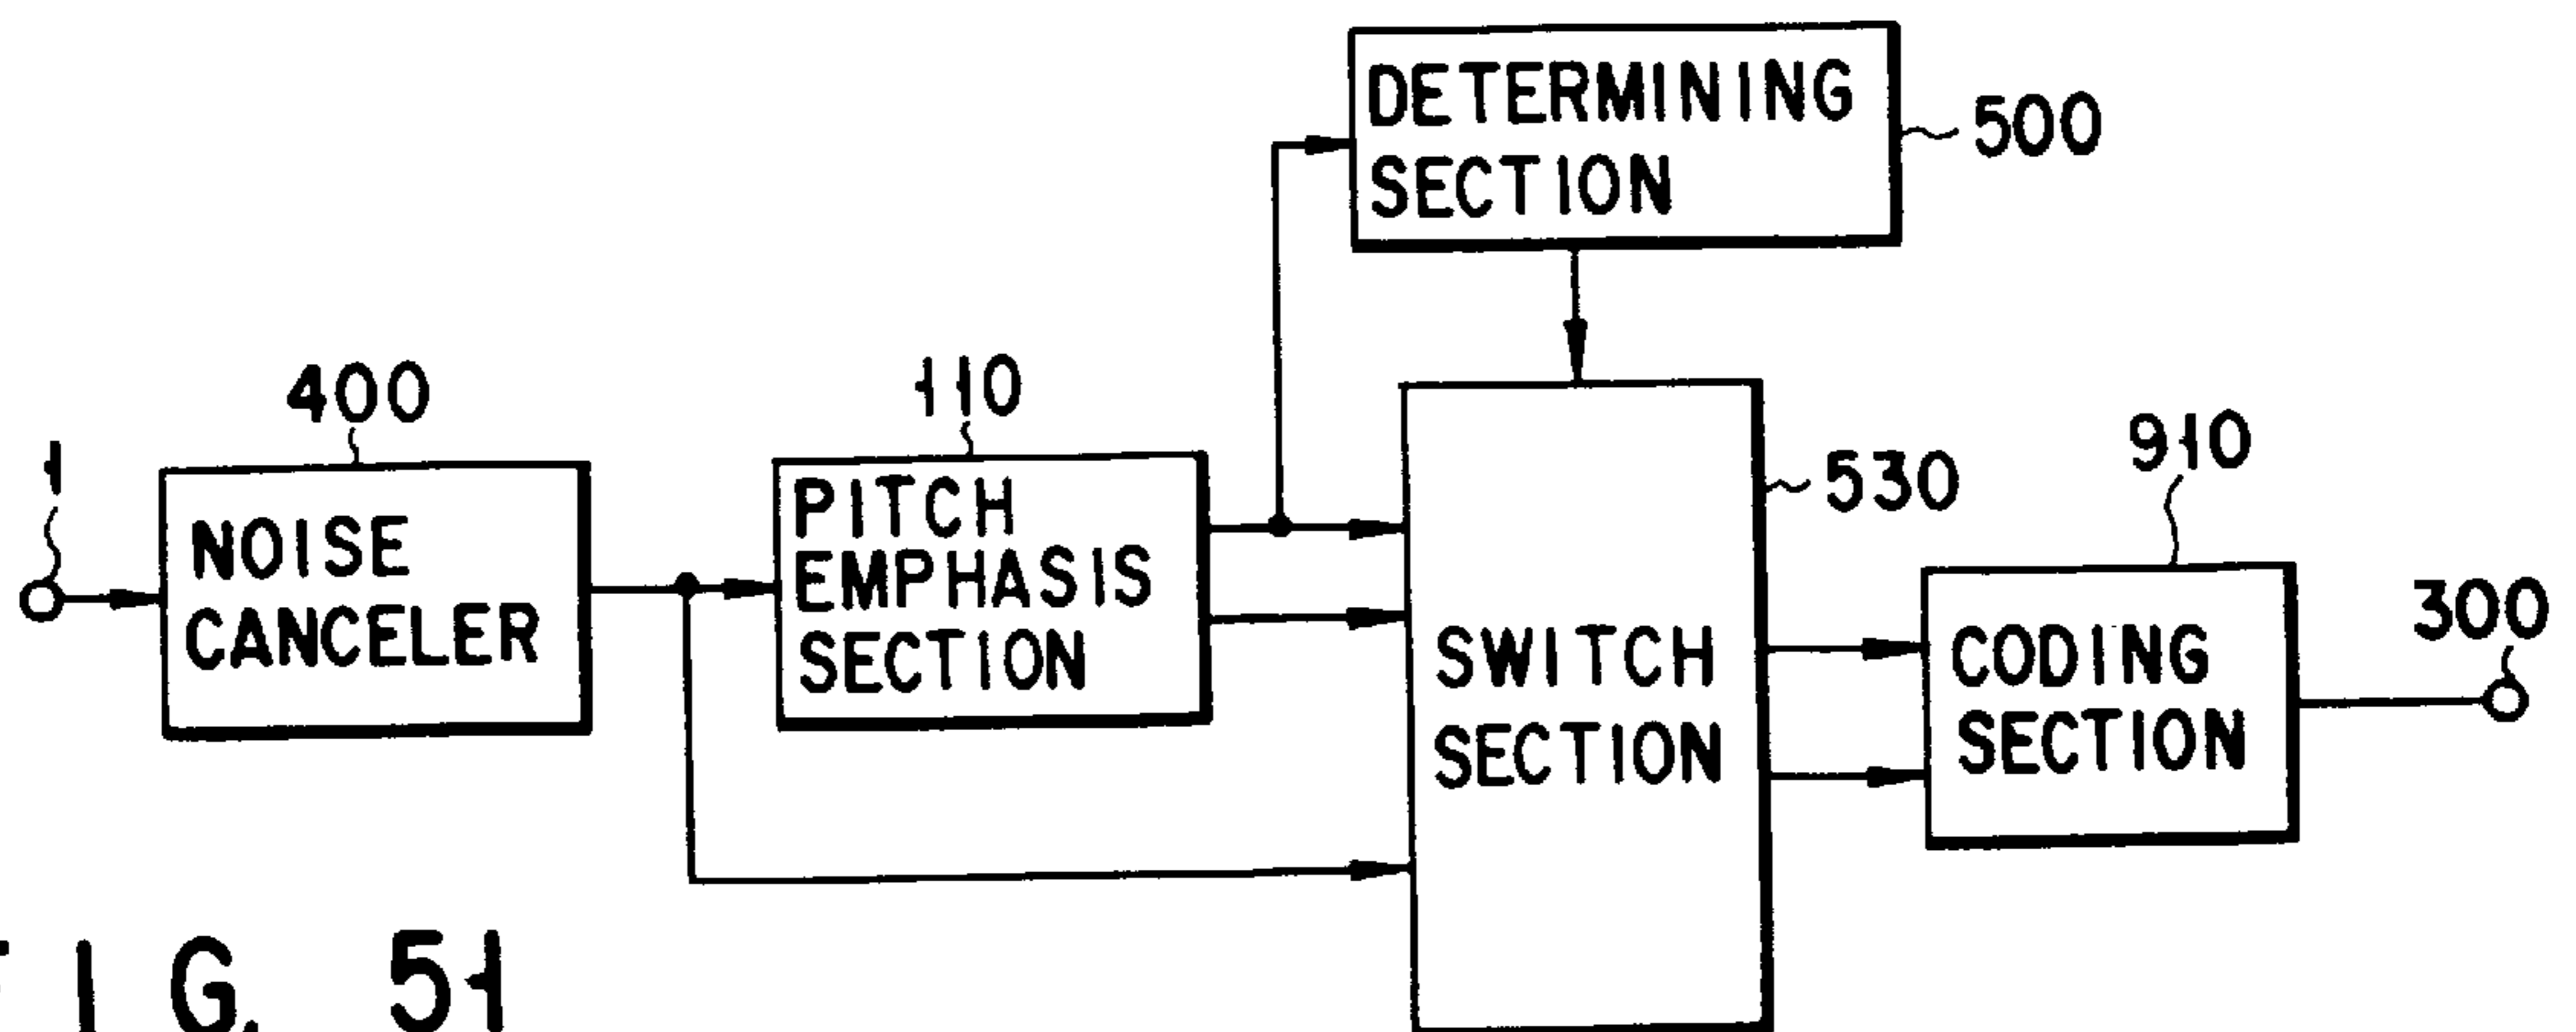 DETERMINING
SECTION
500
1
400
NOISE
CANCELER
110
PITCH
EMPHASIS
SECTION
530
SWITCH
SECTION
910
CODING
SECTION
300
FIG. 51